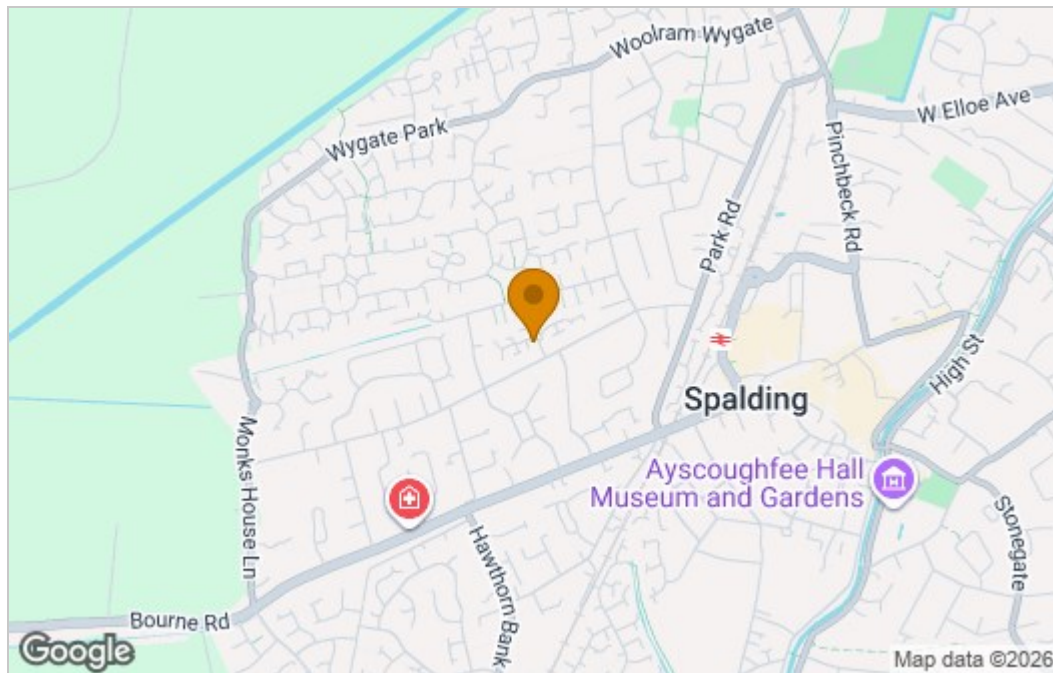 Woolram Wygate
W Elloe Ave
Wygate Park
Pinchbeck Rd
Park Rd
High St
Spalding
Monks House Ln
Ayscoughfee Hall
Museum and Gardens
Stonegate
Hawthorn Bank
Bourne Rd
Google
Map data ©2026